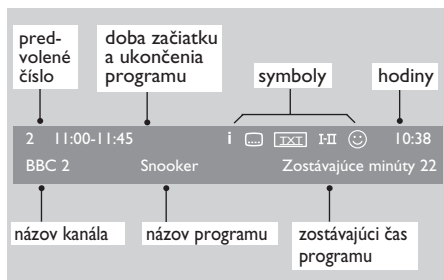 pred-
volené
číslo
doba začiatku
a ukončenia
programu
symboly
hodiny
2 11:00-11:45 i TXT I-II 10:38
BBC 2 Snooker Zostávajúce minúty 22
názov kanála
názov programu
zostávajúci čas
programu